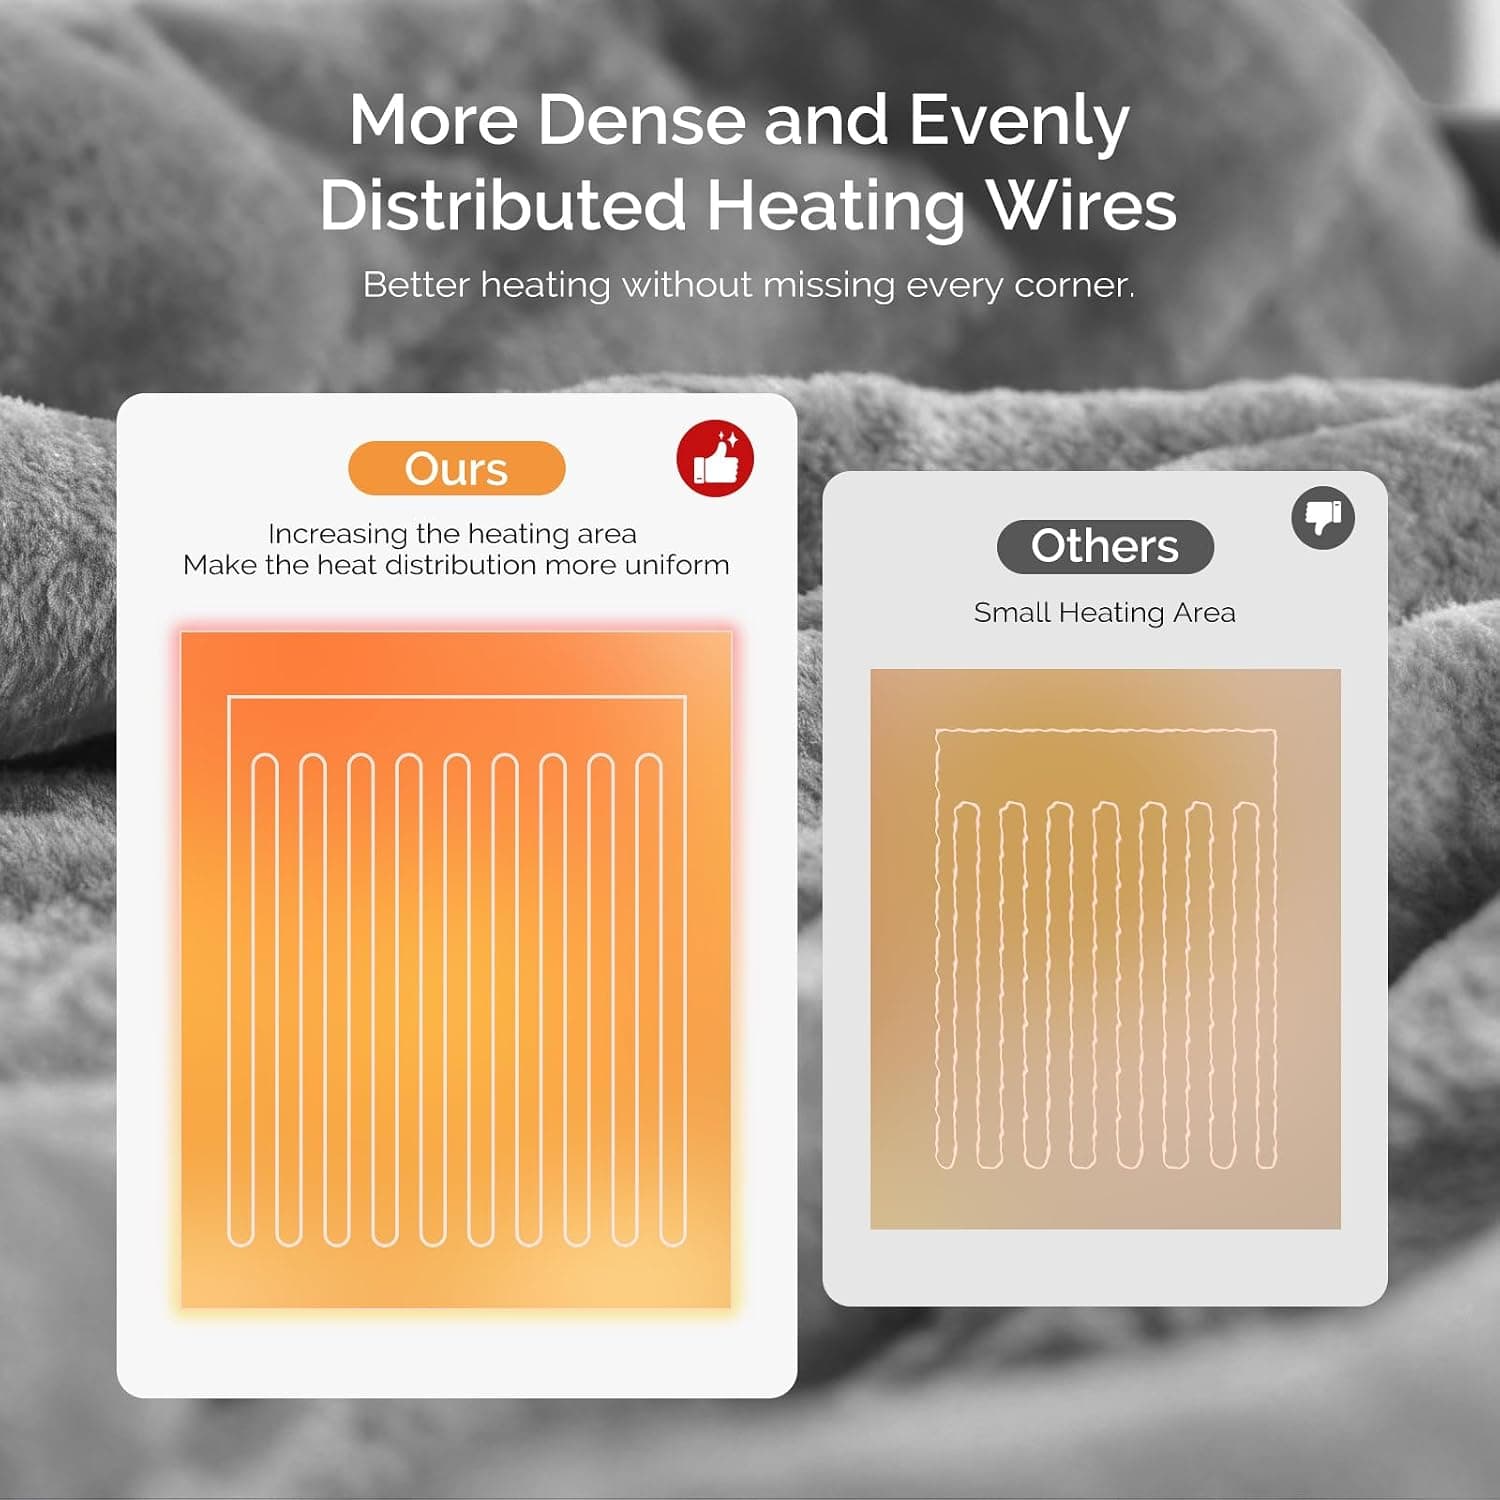 More Dense and Evenly
Distributed Heating Wires
Better heating without missing every corner.
Ours
Increasing the heating area
Make the heat distribution more uniform
Others
Small Heating Area